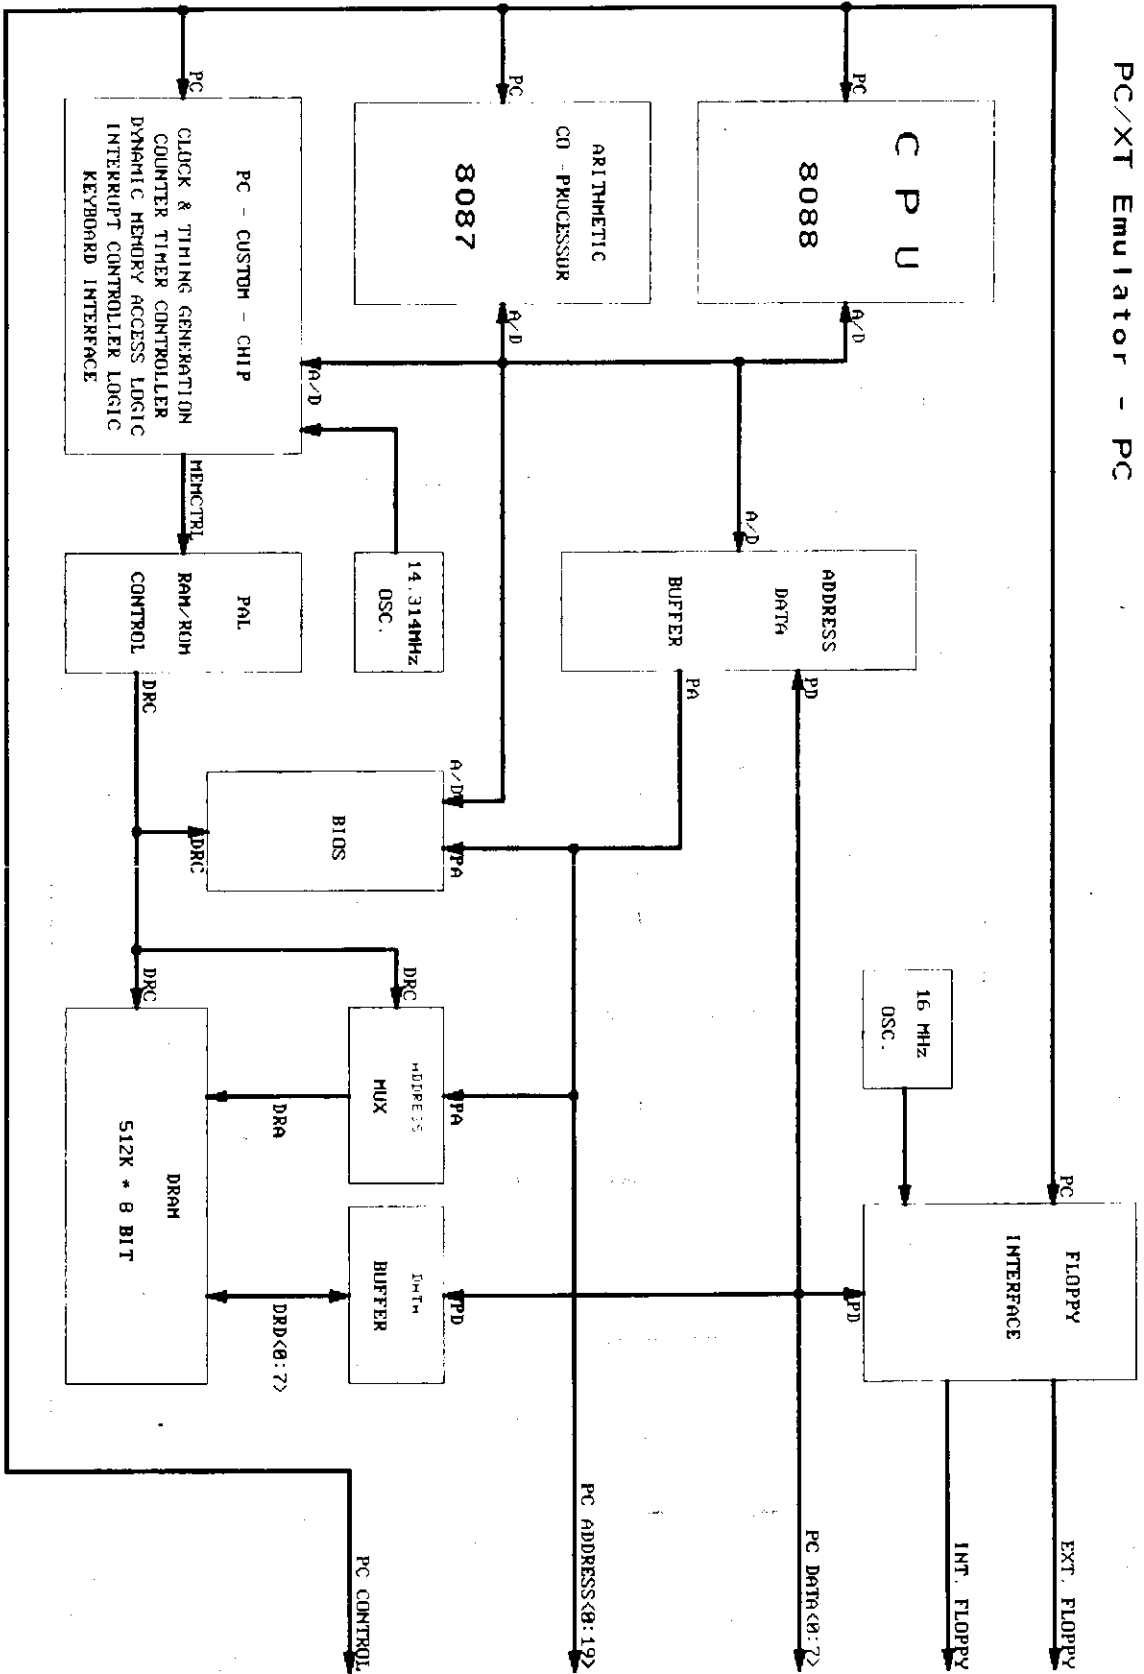 PC/XT Emulator - PC
PC
PC
PC
PC
C P U
8088
A/D
ARITHMETIC
CO -PROCESSOR
8087
A/D
PC - CUSTOM - CHIP
CLOCK & TIMING GENERATION
COUNTER TIMER CONTROLLER
DYNAMIC MEMORY ACCESS LOGIC
INTERRUPT CONTROLLER LOGIC
KEYBOARD INTERFACE
A/D
MEMCTRL
A/D
ADDRESS
DATA
BUFFER
PD
PA
14.314MHz
OSC.
PAL
RAM/ROM
CONTROL
DRC
A/D
PA
BIOS
DRC
16 MHz
OSC.
DRC
DRC
ADDRESS
MUX
PA
DRA
DRAM
512K * 8 BIT
FLOPPY
INTERFACE
PD
DATA
BUFFER
PD
DRD<0:7>
EXT. FLOPPY
INT. FLOPPY
PC DATA<0:7>
PC ADDRESS<0:19>
PC CONTROL